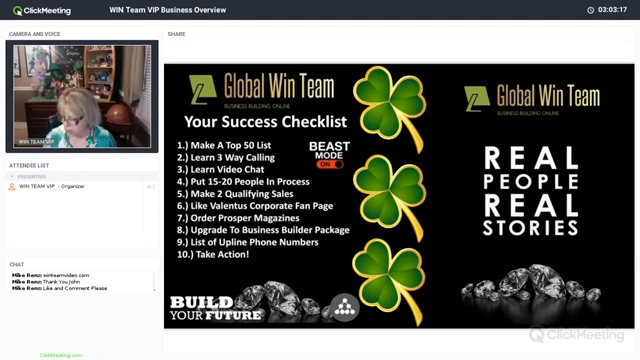 ClickMeeting
WIN Team VIP Business Overview
03:03:17
CAMERA AND VOICE
WIN TEAM VIP
ATTENDEE LIST
PRESENTERS
WIN TEAM VIP - Organizer
CHAT
Mike Renz: winteamvideo.com
Mike Renz: Thank You John
Mike Renz: Like and Comment Please
ClickMeeting.com
SHARE
Global Win Team
BUSINESS BUILDING ONLINE
Your Success Checklist
1.) Make A Top 50 List
2.) Learn 3 Way Calling
3.) Learn Video Chat
4.) Put 15-20 People In Process
5.) Make 2 Qualifying Sales
6.) Like Valentus Corporate Fan Page
7.) Order Prosper Magazines
8.) Upgrade To Business Builder Package
9.) List of Upline Phone Numbers
10.) Take Action!
BEAST
MODE
ON
BUILD
YOUR FUTURE
Global Win Team
BUSINESS BUILDING ONLINE
REAL
PEOPLE
REAL
STORIES
ClickMeeting